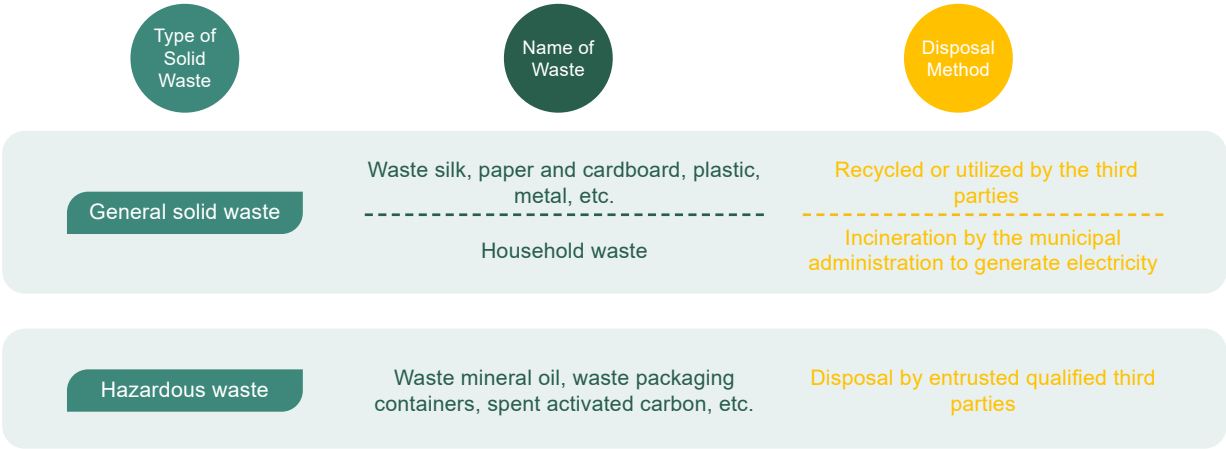 Type of
Solid
Waste
Name of
Waste
Disposal
Method
General solid waste
Waste silk, paper and cardboard, plastic,
metal, etc.
Recycled or utilized by the third
parties
Household waste
Incineration by the municipal
administration to generate electricity
Hazardous waste
Waste mineral oil, waste packaging
containers, spent activated carbon, etc.
Disposal by entrusted qualified third
parties